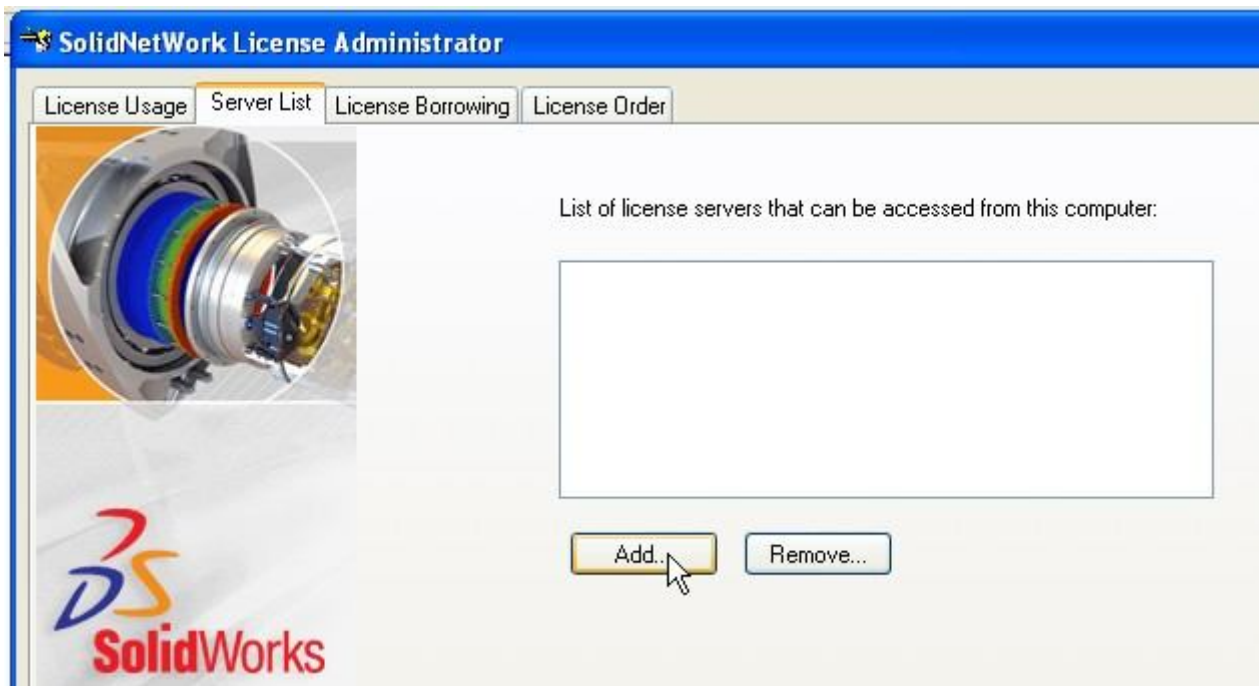 SolidNetWork License Administrator
License Usage Server List License Borrowing License Order
List of license servers that can be accessed from this computer:
Add... Remove...
DS
SolidWorks